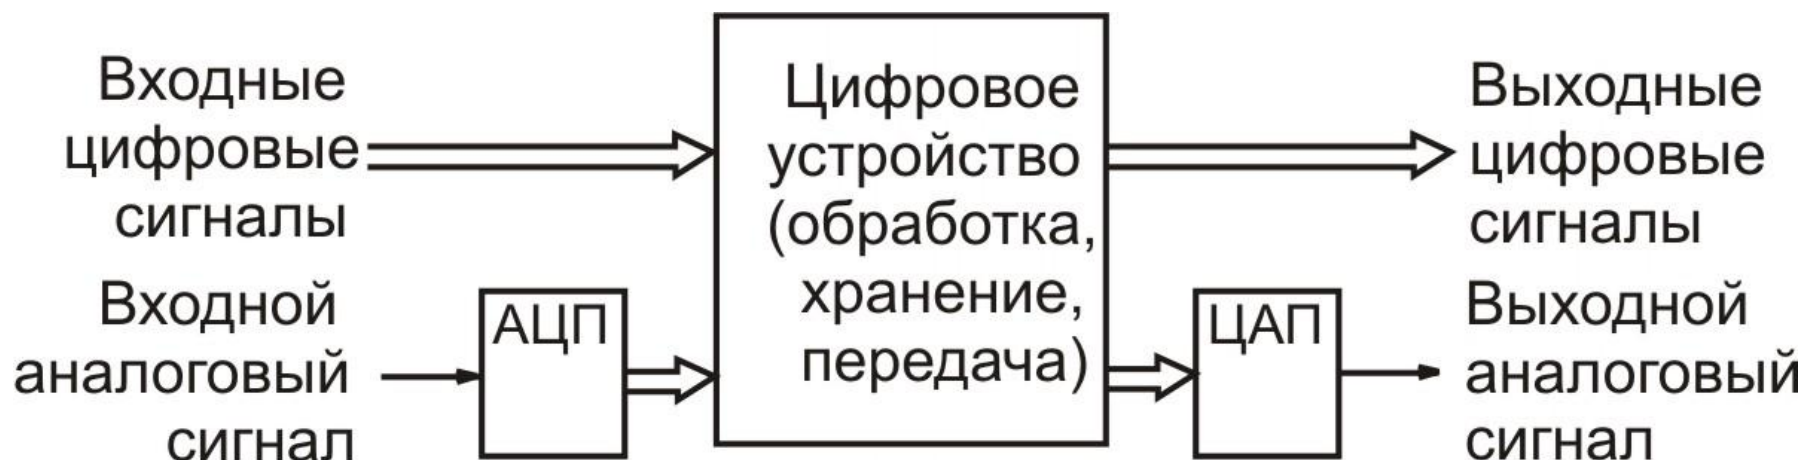 Входные
цифровые
сигналы
Входной
аналоговый
сигнал
АЦП
Цифровое
устройство
(обработка,
хранение,
передача)
ЦАП
Выходные
цифровые
сигналы
Выходной
аналоговый
сигнал